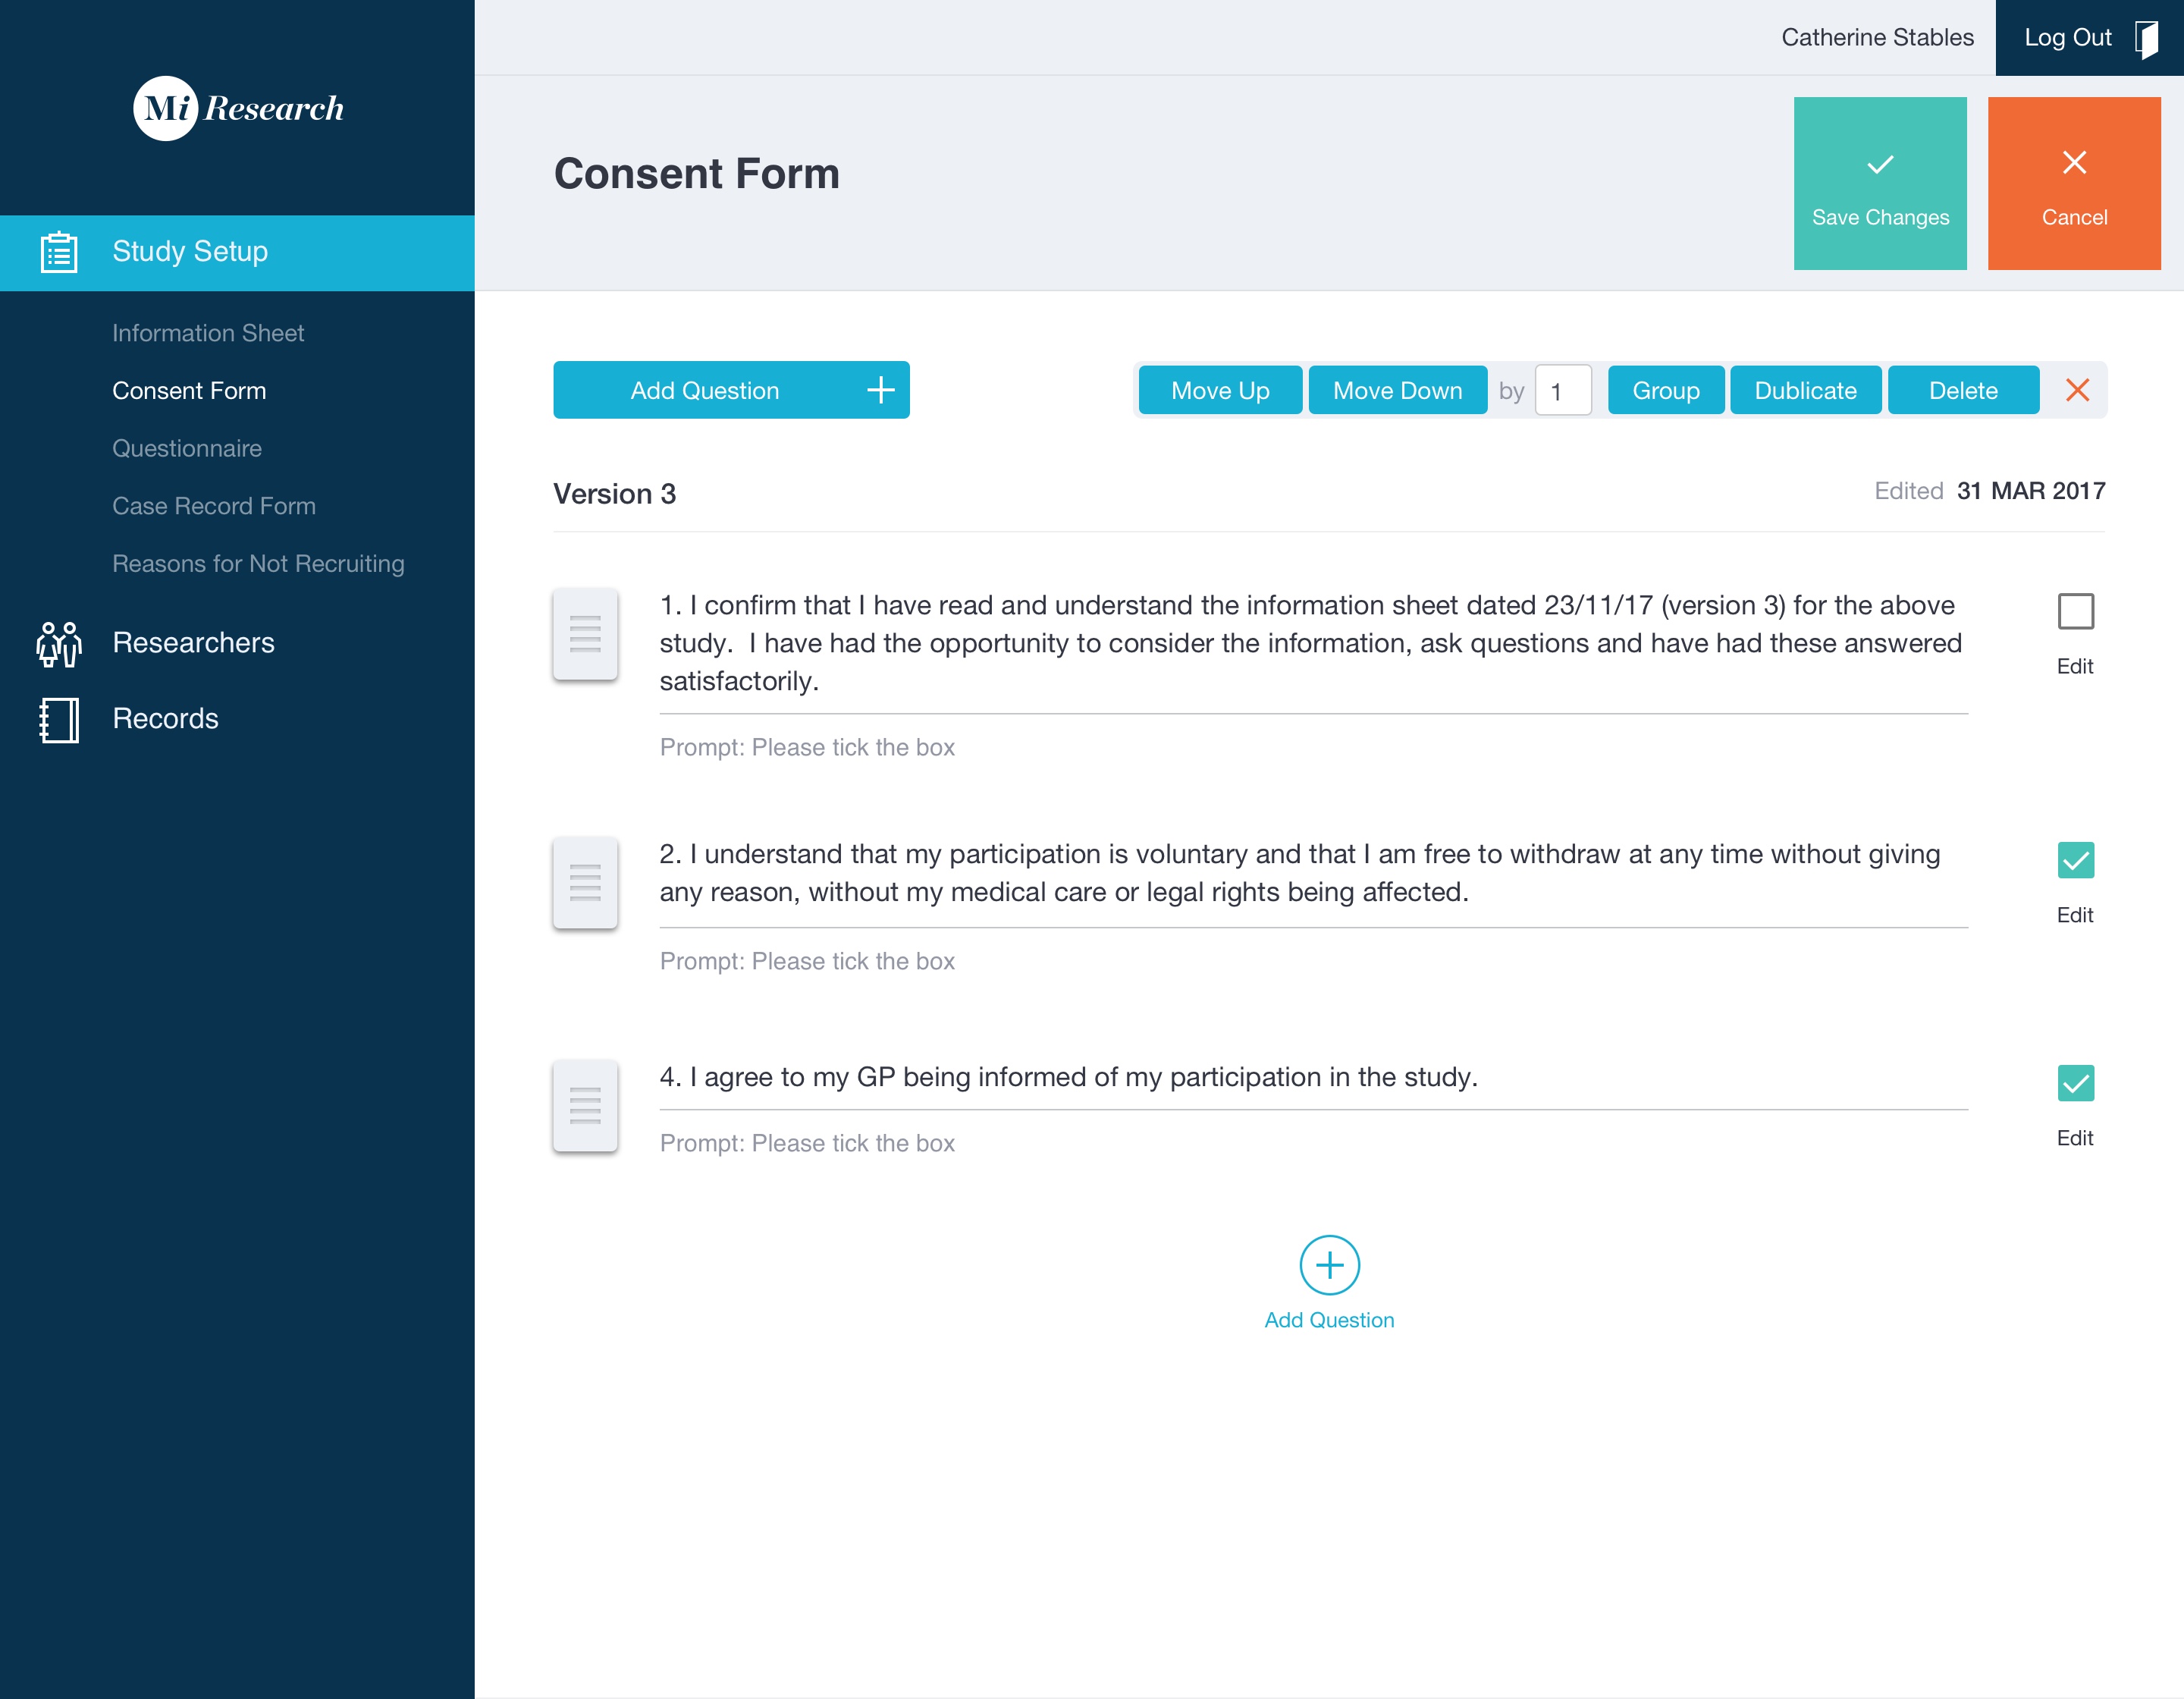 Catherine Stables
Log Out
Mi Research
Consent Form
Save Changes
Cancel
Study Setup
Information Sheet
Consent Form
Questionnaire
Case Record Form
Reasons for Not Recruiting
Researchers
Records
Add Question
Move Up
Move Down
by
1
Group
Dublicate
Delete
Version 3
Edited 31 MAR 2017
1. I confirm that I have read and understand the information sheet dated 23/11/17 (version 3) for the above
study.  I have had the opportunity to consider the information, ask questions and have had these answered
satisfactorily.
Edit
Prompt: Please tick the box
2. I understand that my participation is voluntary and that I am free to withdraw at any time without giving
any reason, without my medical care or legal rights being affected.
Edit
Prompt: Please tick the box
4. I agree to my GP being informed of my participation in the study.
Edit
Prompt: Please tick the box
Add Question